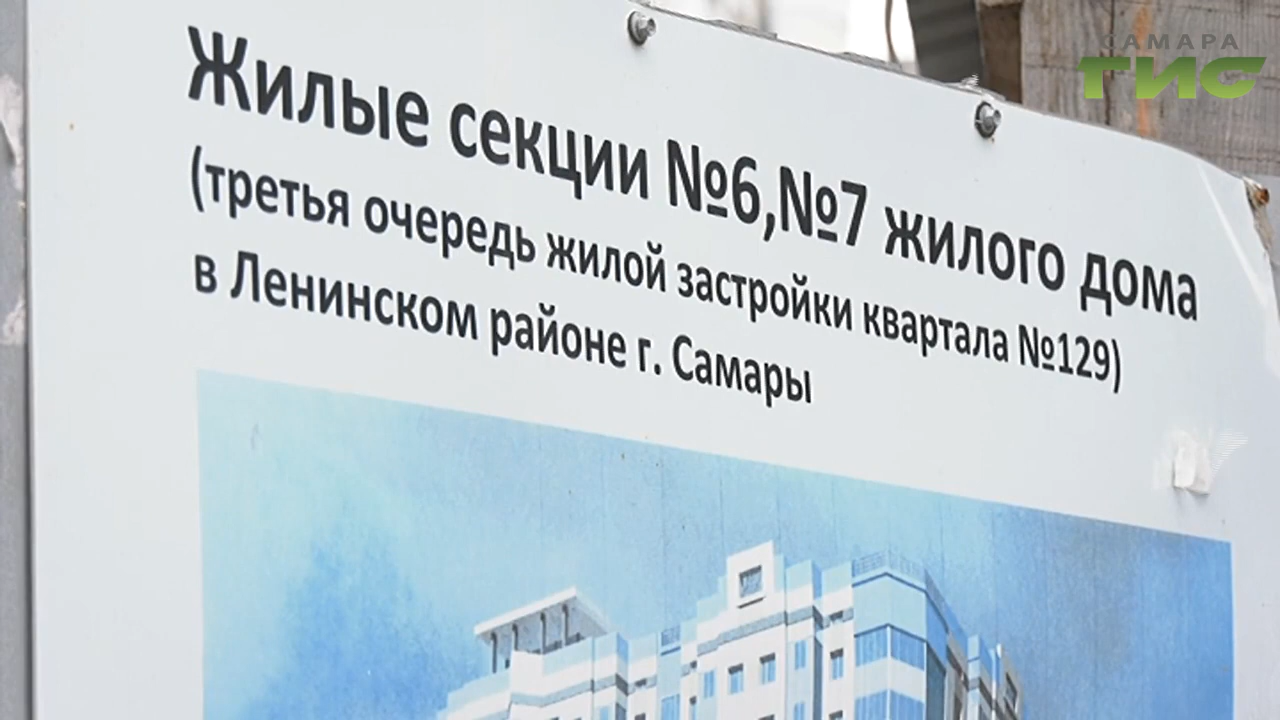 САМАРА
ГИС
Жилые секции №6,№7 жилого дома
(третья очередь жилой застройки квартала №129)
в Ленинском районе г. Самары